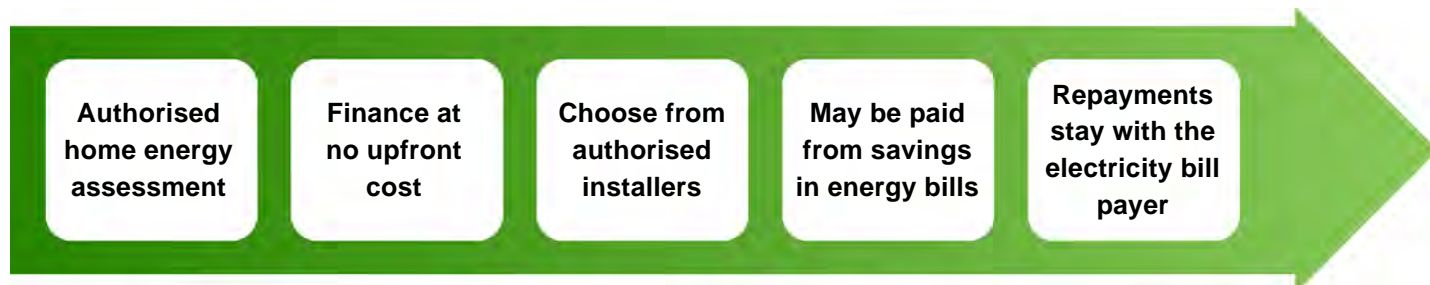 Authorised
home energy
assessment
Finance at
no upfront
cost
Choose from
authorised
installers
May be paid
from savings
in energy bills
Repayments
stay with the
electricity bill
payer